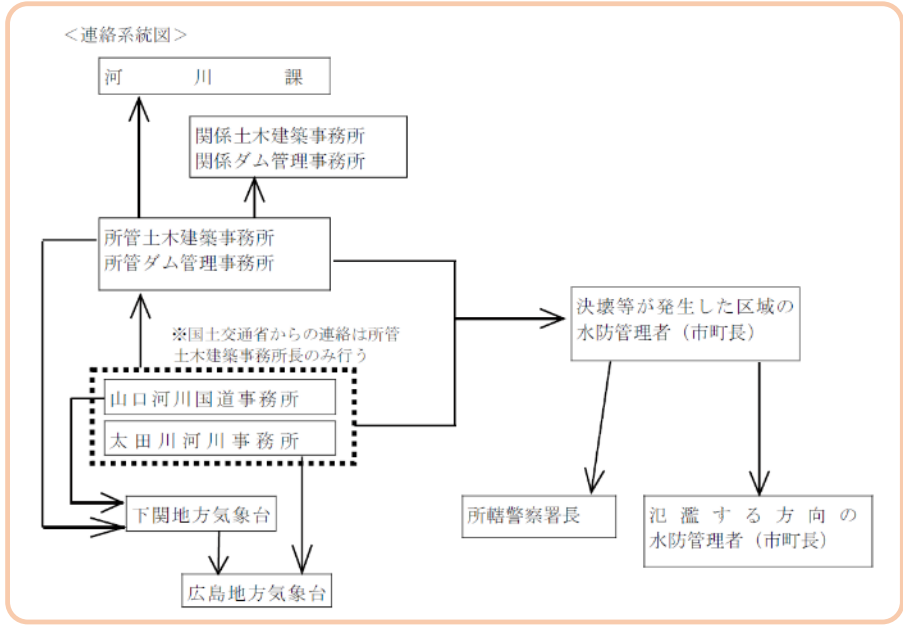 ＜連絡系統図＞
河川課
関係土木建築事務所
関係ダム管理事務所
所管土木建築事務所
所管ダム管理事務所
※国土交通省からの連絡は所管
土木建築事務所長のみ行う
山口河川国道事務所
太田川河川事務所
下関地方気象台
広島地方気象台
決壊等が発生した区域の
水防管理者（市町長）
所轄警察署長
氾濫する方向の
水防管理者（市町長）